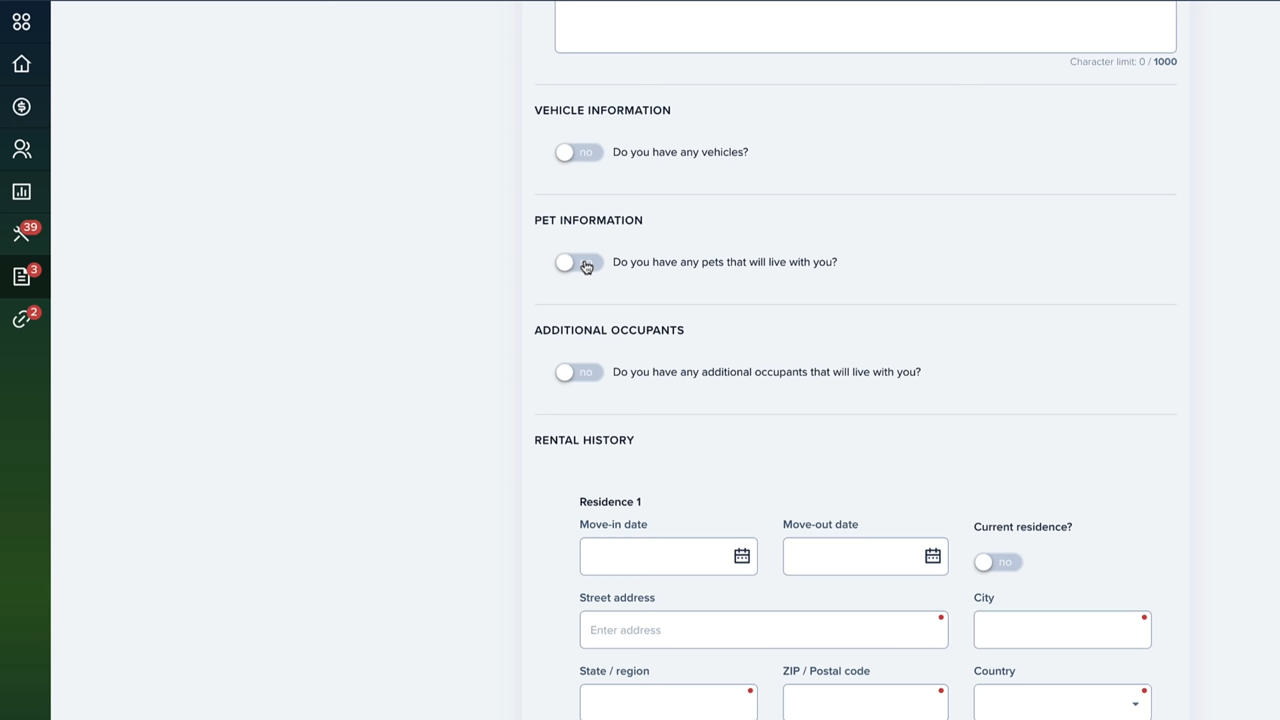 Character limit: 0 / 1000
VEHICLE INFORMATION
no Do you have any vehicles?
PET INFORMATION
Do you have any pets that will live with you?
39
3
2
ADDITIONAL OCCUPANTS
no Do you have any additional occupants that will live with you?
RENTAL HISTORY
Residence 1
Move-in date Move-out date Current residence?
no
Street address City
Enter address
State / region ZIP / Postal code Country